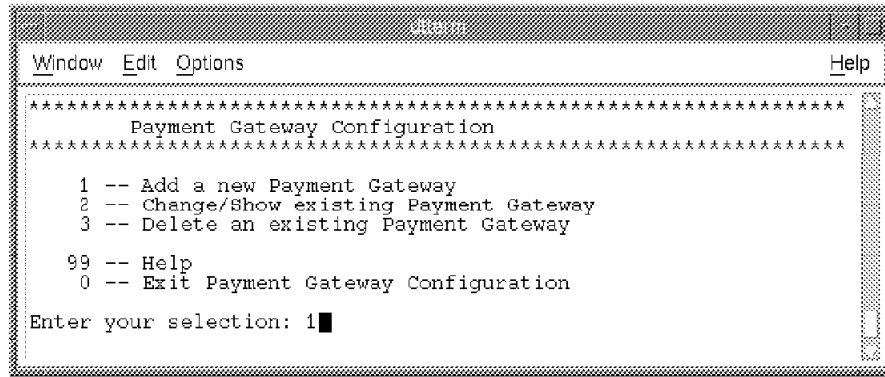 dtterm
Window Edit Options Help
*****************************************************************
Payment Gateway Configuration
*****************************************************************
1 -- Add a new Payment Gateway
2 -- Change/Show existing Payment Gateway
3 -- Delete an existing Payment Gateway
99 -- Help
0 -- Exit Payment Gateway Configuration
Enter your selection: 1